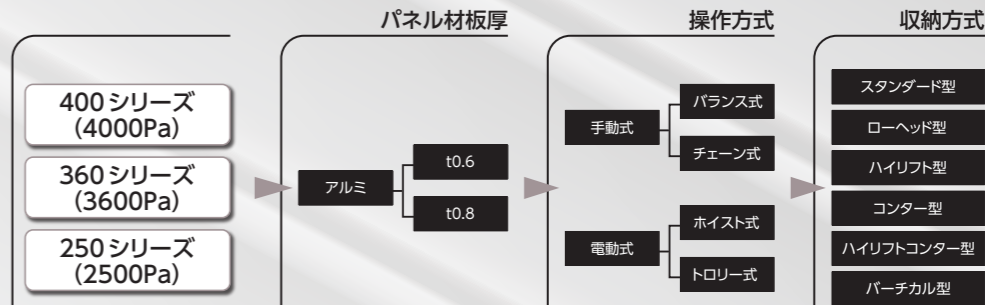 パネル材板厚
操作方式
収納方式
400シリーズ
(4000Pa)
360シリーズ
(3600Pa)
250シリーズ
(2500Pa)
アルミ
t0.6
t0.8
手動式
バランス式
チェーン式
電動式
ホイスト式
トロリー式
スタンダード型
ローヘッド型
ハイリフト型
コンター型
ハイリフトコンター型
バーチカル型